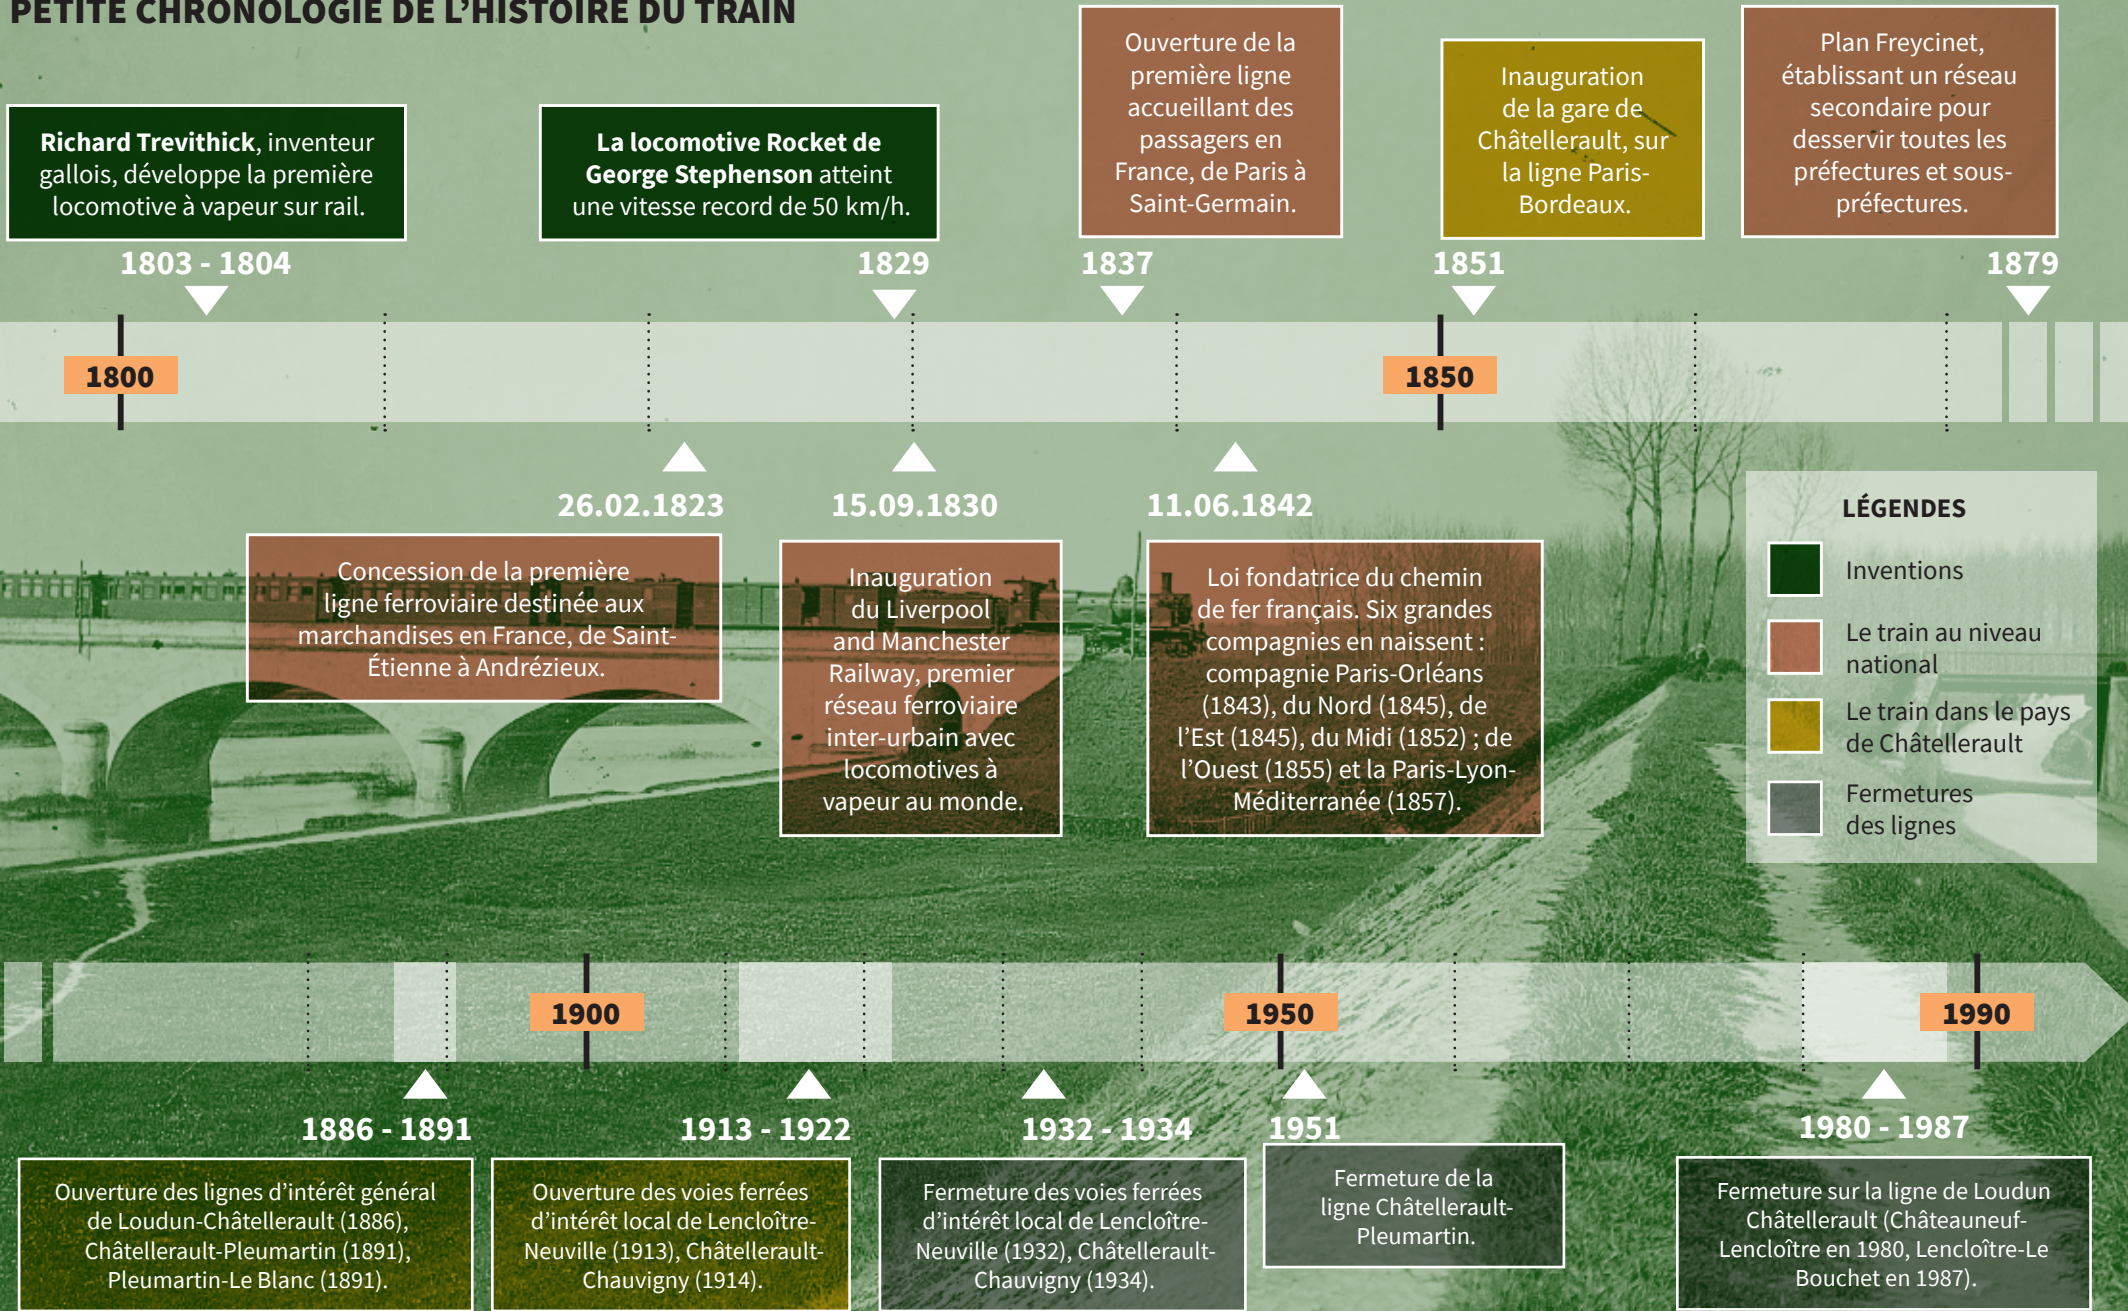 PETITE CHRONOLOGIE DE L'HISTOIRE DU TRAIN
Richard Trevithick, inventeur
gallois, développe la première
locomotive à vapeur sur rail.
1803 - 1804
La locomotive Rocket de
George Stephenson atteint
une vitesse record de 50 km/h.
1829
Ouverture de la
première ligne
accueillant des
passagers en
France, de Paris à
Saint-Germain.
1837
Inauguration
de la gare de
Châtellerault, sur
la ligne Paris-
Bordeaux.
1851
Plan Freycinet,
établissant un réseau
secondaire pour
desservir toutes les
préfectures et sous-
préfectures.
1879
1800
1850
26.02.1823
Concession de la première
ligne ferroviaire destinée aux
marchandises en France, de Saint-
Étienne à Andrézieux.
15.09.1830
Inauguration
du Liverpool
and Manchester
Railway, premier
réseau ferroviaire
inter-urbain avec
locomotives à
vapeur au monde.
11.06.1842
Loi fondatrice du chemin
de fer français. Six grandes
compagnies en naissent :
compagnie Paris-Orléans
(1843), du Nord (1845), de
l'Est (1845), du Midi (1852) ; de
l'Ouest (1855) et la Paris-Lyon-
Méditerranée (1857).
LÉGENDES
Inventions
Le train au niveau
national
Le train dans le pays
de Châtellerault
Fermetures
des lignes
1900
1950
1990
1886 - 1891
Ouverture des lignes d'intérêt général
de Loudun-Châtellerault (1886),
Châtellerault-Pleumartin (1891),
Pleumartin-Le Blanc (1891).
1913 - 1922
Ouverture des voies ferrées
d'intérêt local de Lencloître-
Neuville (1913), Châtellerault-
Chauvigny (1914).
1932 - 1934
Fermeture des voies ferrées
d'intérêt local de Lencloître-
Neuville (1932), Châtellerault-
Chauvigny (1934).
1951
Fermeture de la
ligne Châtellerault-
Pleumartin.
1980 - 1987
Fermeture sur la ligne de Loudun
Châtellerault (Châteauneuf-
Lencloître en 1980, Lencloître-Le
Bouchet en 1987).